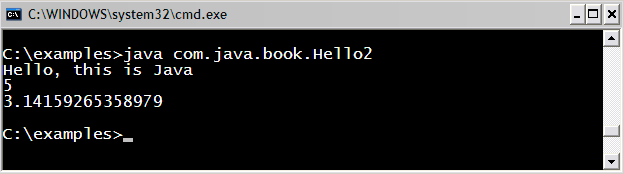 C:\WINDOWS\system32\cmd.exe
C:\examples>java com.java.book.Hello2
Hello, this is Java
5
3.14159265358979
C:\examples>_